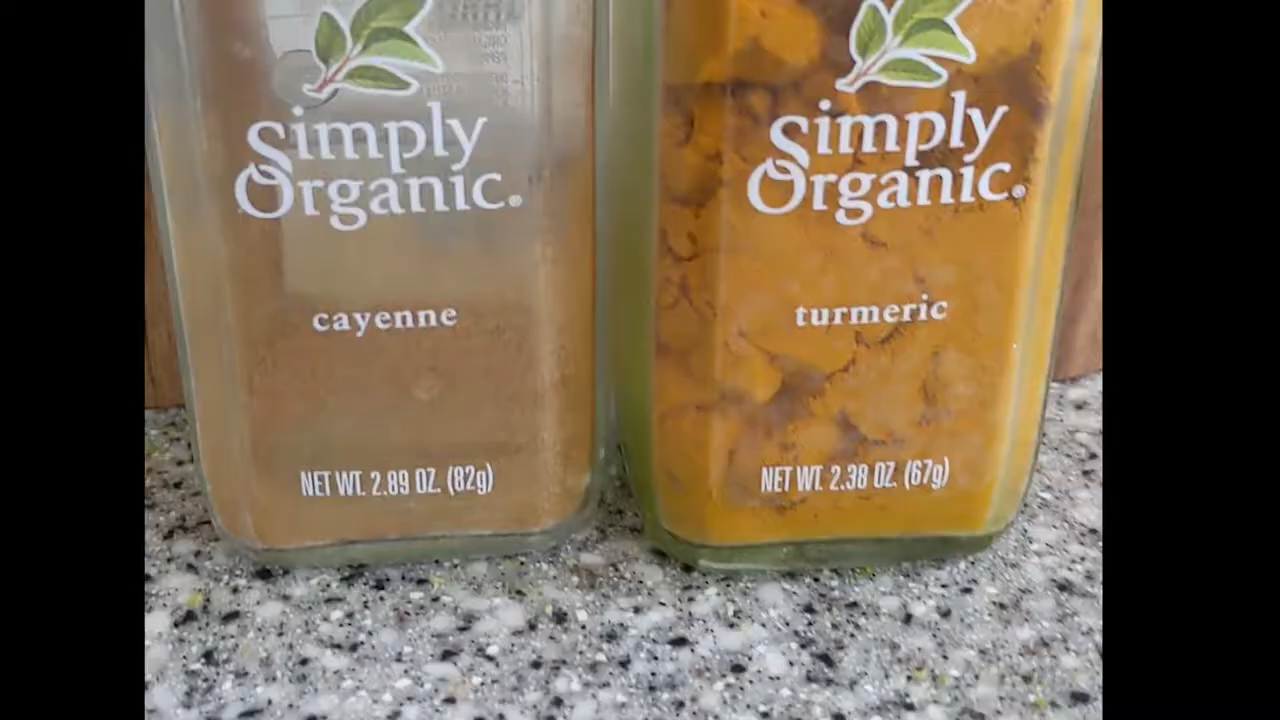 Simply
Organic®
cayenne
NET WT. 2.89 OZ. (82g)
Simply
Organic®
turmeric
NET WT. 2.38 OZ. (67g)